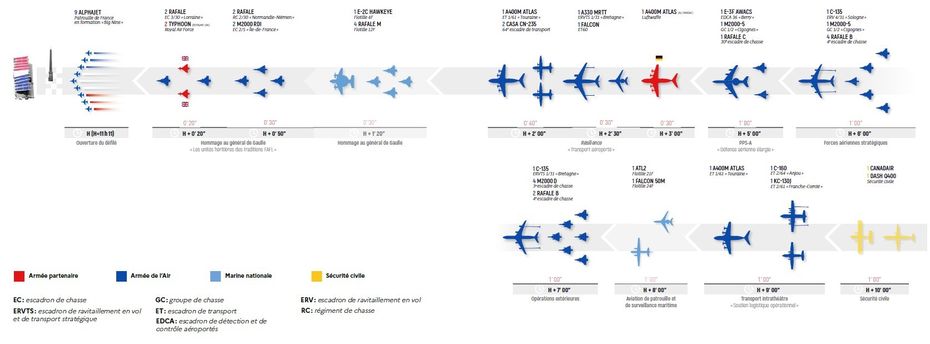 9 ALPHAJET
Patrouille de France
en formation « Big Nine »
2 RAFALE
EC 3/30 « Lorraine »
2 TYPHOON
Royal Air Force
2 RAFALE
RC 2/30 « Normandie-Niémen »
2 M2000 RDI
EC 2/5 « Île-de-France »
1 E-2C HAWKEYE
Flottille 4F
4 RAFALE M
Flottille 12F
1 A400M ATLAS
ET 1/61 « Touraine »
2 CASA CN-235
64e escadre de transport
1 A330 MRTT
ERVTS 1/31 « Bretagne »
1 FALCON
ET60
1 A400M ATLAS
Luftwaffe
1 E-3F AWACS
EDCA 36 « Berry »
1 M2000-5
GC 1/2 « Cigognes »
1 RAFALE C
30e escadre de chasse
1 C-135
ERV 4/31 « Sologne »
1 M2000-5
GC 1/2 « Cigognes »
4 RAFALE B
4e escadre de chasse
0'20"
0'30"
0'30"
0'40"
0'30"
0'30"
1'00"
1'00"
H (H=11 h 11)
H + 0' 20"
H + 0' 50"
H + 1' 20"
H + 2' 00"
H + 2' 30"
H + 3' 00"
H + 5' 00"
H + 6' 00"
Ouverture du défilé
Hommage au général de Gaulle
« Les unités héritières des traditions FAFL »
Hommage au général de Gaulle
Résilience
« Transport aéroporté »
PPS-A
« Défense aérienne élargie »
Forces aériennes stratégiques
1 C-135
ERVTS 1/31 « Bretagne »
4 M2000 D
3e escadre de chasse
2 RAFALE B
4e escadre de chasse
1 ATL2
Flottille 21F
1 FALCON 50M
Flottille 24F
1 A400M ATLAS
ET 1/61 « Touraine »
1 C-160
ET 2/64 « Anjou »
1 KC-130J
ET 2/61 « Franche-Comté »
1 CANADAIR
1 DASH Q400
Sécurité civile
1'00"
1'00"
1'00"
1'00"
H + 7' 00"
H + 8' 00"
H + 9' 00"
H + 10' 00"
Opérations extérieures
Aviation de patrouille et
de surveillance maritime
Transport intrathéâtre
« Soutien logistique opérationnel »
Sécurité civile
Armée partenaire
Armée de l'Air
Marine nationale
Sécurité civile
EC : escadron de chasse
ERVTS : escadron de ravitaillement en vol
et de transport stratégique
GC : groupe de chasse
ET : escadron de transport
EDCA : escadron de détection et de
contrôle aéroportés
ERV : escadron de ravitaillement en vol
RC : régiment de chasse